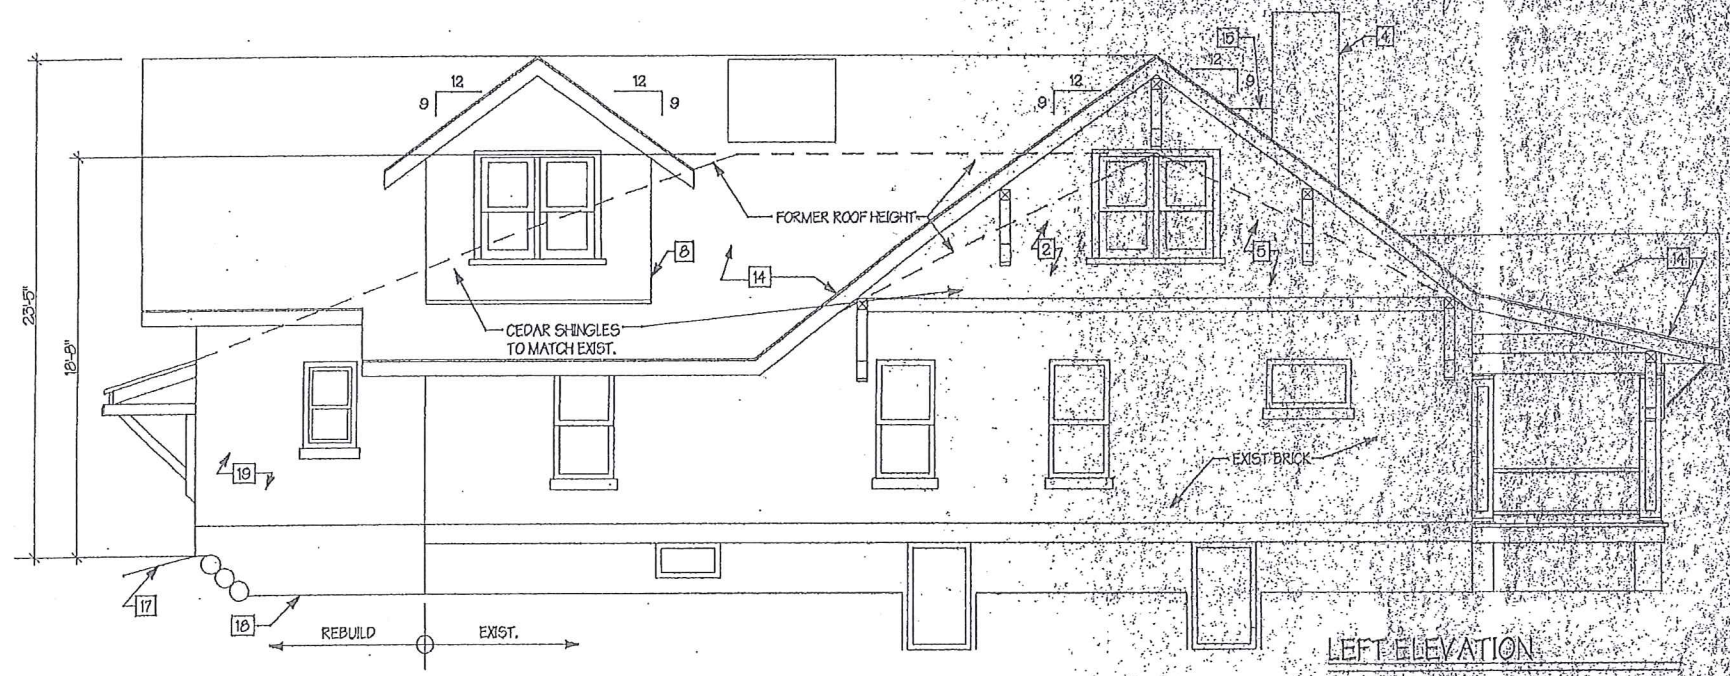 15
4
12
9
12
9
12
9
12
9
FORMER ROOF HEIGHT
2
5
8
14
14
23'-5"
18'-8"
CEDAR SHINGLES
TO MATCH EXIST.
19
EXIST BRICK
17
18
REBUILD
EXIST.
LEFT ELEVATION